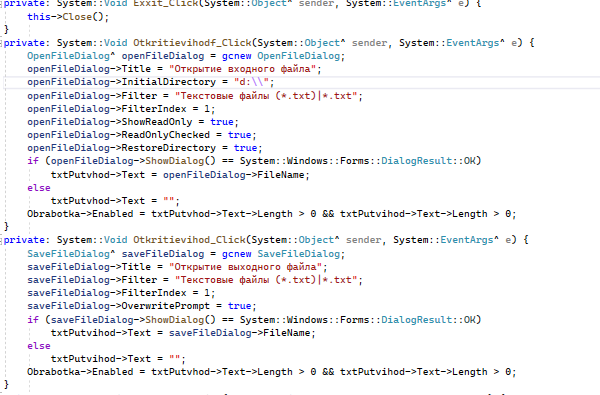 private: System::Void Exxit_Click(System::Object^ sender, System::EventArgs^ e) {
this->Close();
}
private: System::Void Otkritievihodf_Click(System::Object^ sender, System::EventArgs^ e) {
OpenFileDialog^ openFileDialog = gcnew OpenFileDialog;
openFileDialog->Title = "Открытие входного файла";
openFileDialog->InitialDirectory = "d:\\";
openFileDialog->Filter = "Текстовые файлы (*.txt)|*.txt";
openFileDialog->FilterIndex = 1;
openFileDialog->ShowReadOnly = true;
openFileDialog->ReadOnlyChecked = true;
openFileDialog->RestoreDirectory = true;
if (openFileDialog->ShowDialog() == System::Windows::Forms::DialogResult::OK)
txtPutvhod->Text = openFileDialog->FileName;
else
txtPutvhod->Text = "";
Obrabotka->Enabled = txtPutvhod->Text->Length > 0 && txtPutvihod->Text->Length > 0;
}
private: System::Void Otkritievihod_Click(System::Object^ sender, System::EventArgs^ e) {
SaveFileDialog^ saveFileDialog = gcnew SaveFileDialog;
saveFileDialog->Title = "Открытие выходного файла";
saveFileDialog->Filter = "Текстовые файлы (*.txt)|*.txt";
saveFileDialog->FilterIndex = 1;
saveFileDialog->OverwritePrompt = true;
if (saveFileDialog->ShowDialog() == System::Windows::Forms::DialogResult::OK)
txtPutvihod->Text = saveFileDialog->FileName;
else
txtPutvihod->Text = "";
Obrabotka->Enabled = txtPutvhod->Text->Length > 0 && txtPutvihod->Text->Length > 0;
}